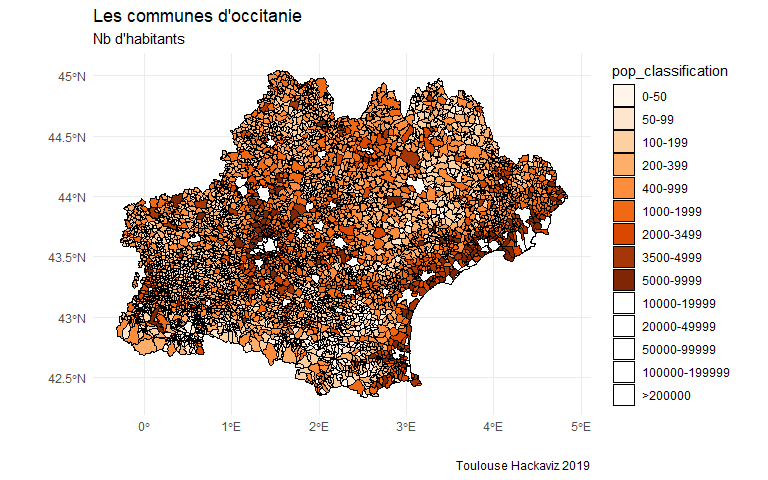 Les communes d'occitanie
Nb d'habitants
45°N
44.5°N
44°N
43.5°N
43°N
42.5°N
0°
1°E
2°E
3°E
4°E
5°E
pop_classification
0-50
50-99
100-199
200-399
400-999
1000-1999
2000-3499
3500-4999
5000-9999
10000-19999
20000-49999
50000-99999
100000-199999
>200000
Toulouse Hackaviz 2019